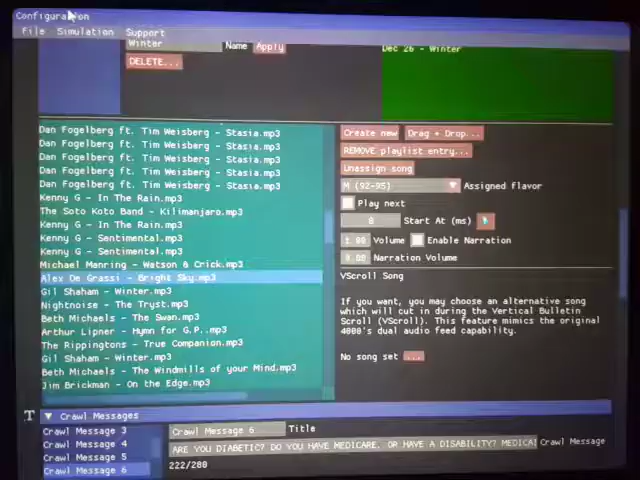 Configuration
File Simulation Support
Winter Name Apply
Dec 26 - Winter
DELETE...
Dan Fogelberg ft. Tim Weisberg - Stasia.mp3
Dan Fogelberg ft. Tim Weisberg - Stasia.mp3
Dan Fogelberg ft. Tim Weisberg - Stasia.mp3
Dan Fogelberg ft. Tim Weisberg - Stasia.mp3
Dan Fogelberg ft. Tim Weisberg - Stasia.mp3
Kenny G - In The Rain.mp3
The Soto Koto Band - Kilimanjaro.mp3
Kenny G - In The Rain.mp3
Kenny G - Sentimental.mp3
Kenny G - Sentimental.mp3
Michael Manring - Watson & Crick.mp3
Alex De Grassi - Bright Sky.mp3
Gil Shaham - Winter.mp3
Nightnoise - The Tryst.mp3
Beth Michaels - The Swan.mp3
Arthur Lipner - Hymn for G.P..mp3
The Rippingtons - True Companion.mp3
Gil Shaham - Winter.mp3
Beth Michaels - The Windmills of your Mind.mp3
Jim Brickman - On the Edge.mp3
Create new Drag + Drop...
REMOVE playlist entry...
Unassign song
M (92-95) Assigned flavor
Play next
0 Start At (ms)
1.00 Volume Enable Narration
Narration Volume
VScroll Song
If you want, you may choose an alternative song
which will cut in during the Vertical Bulletin
Scroll (VScroll). This feature mimics the original
4000's dual audio feed capability.
No song set ...
T
Crawl Messages
Crawl Message 3
Crawl Message 4
Crawl Message 5
Crawl Message 6
Crawl Message 6 Title
ARE YOU DIABETIC? DO YOU HAVE MEDICARE, OR HAVE A DISABILITY? MEDICA Crawl Message
222/280